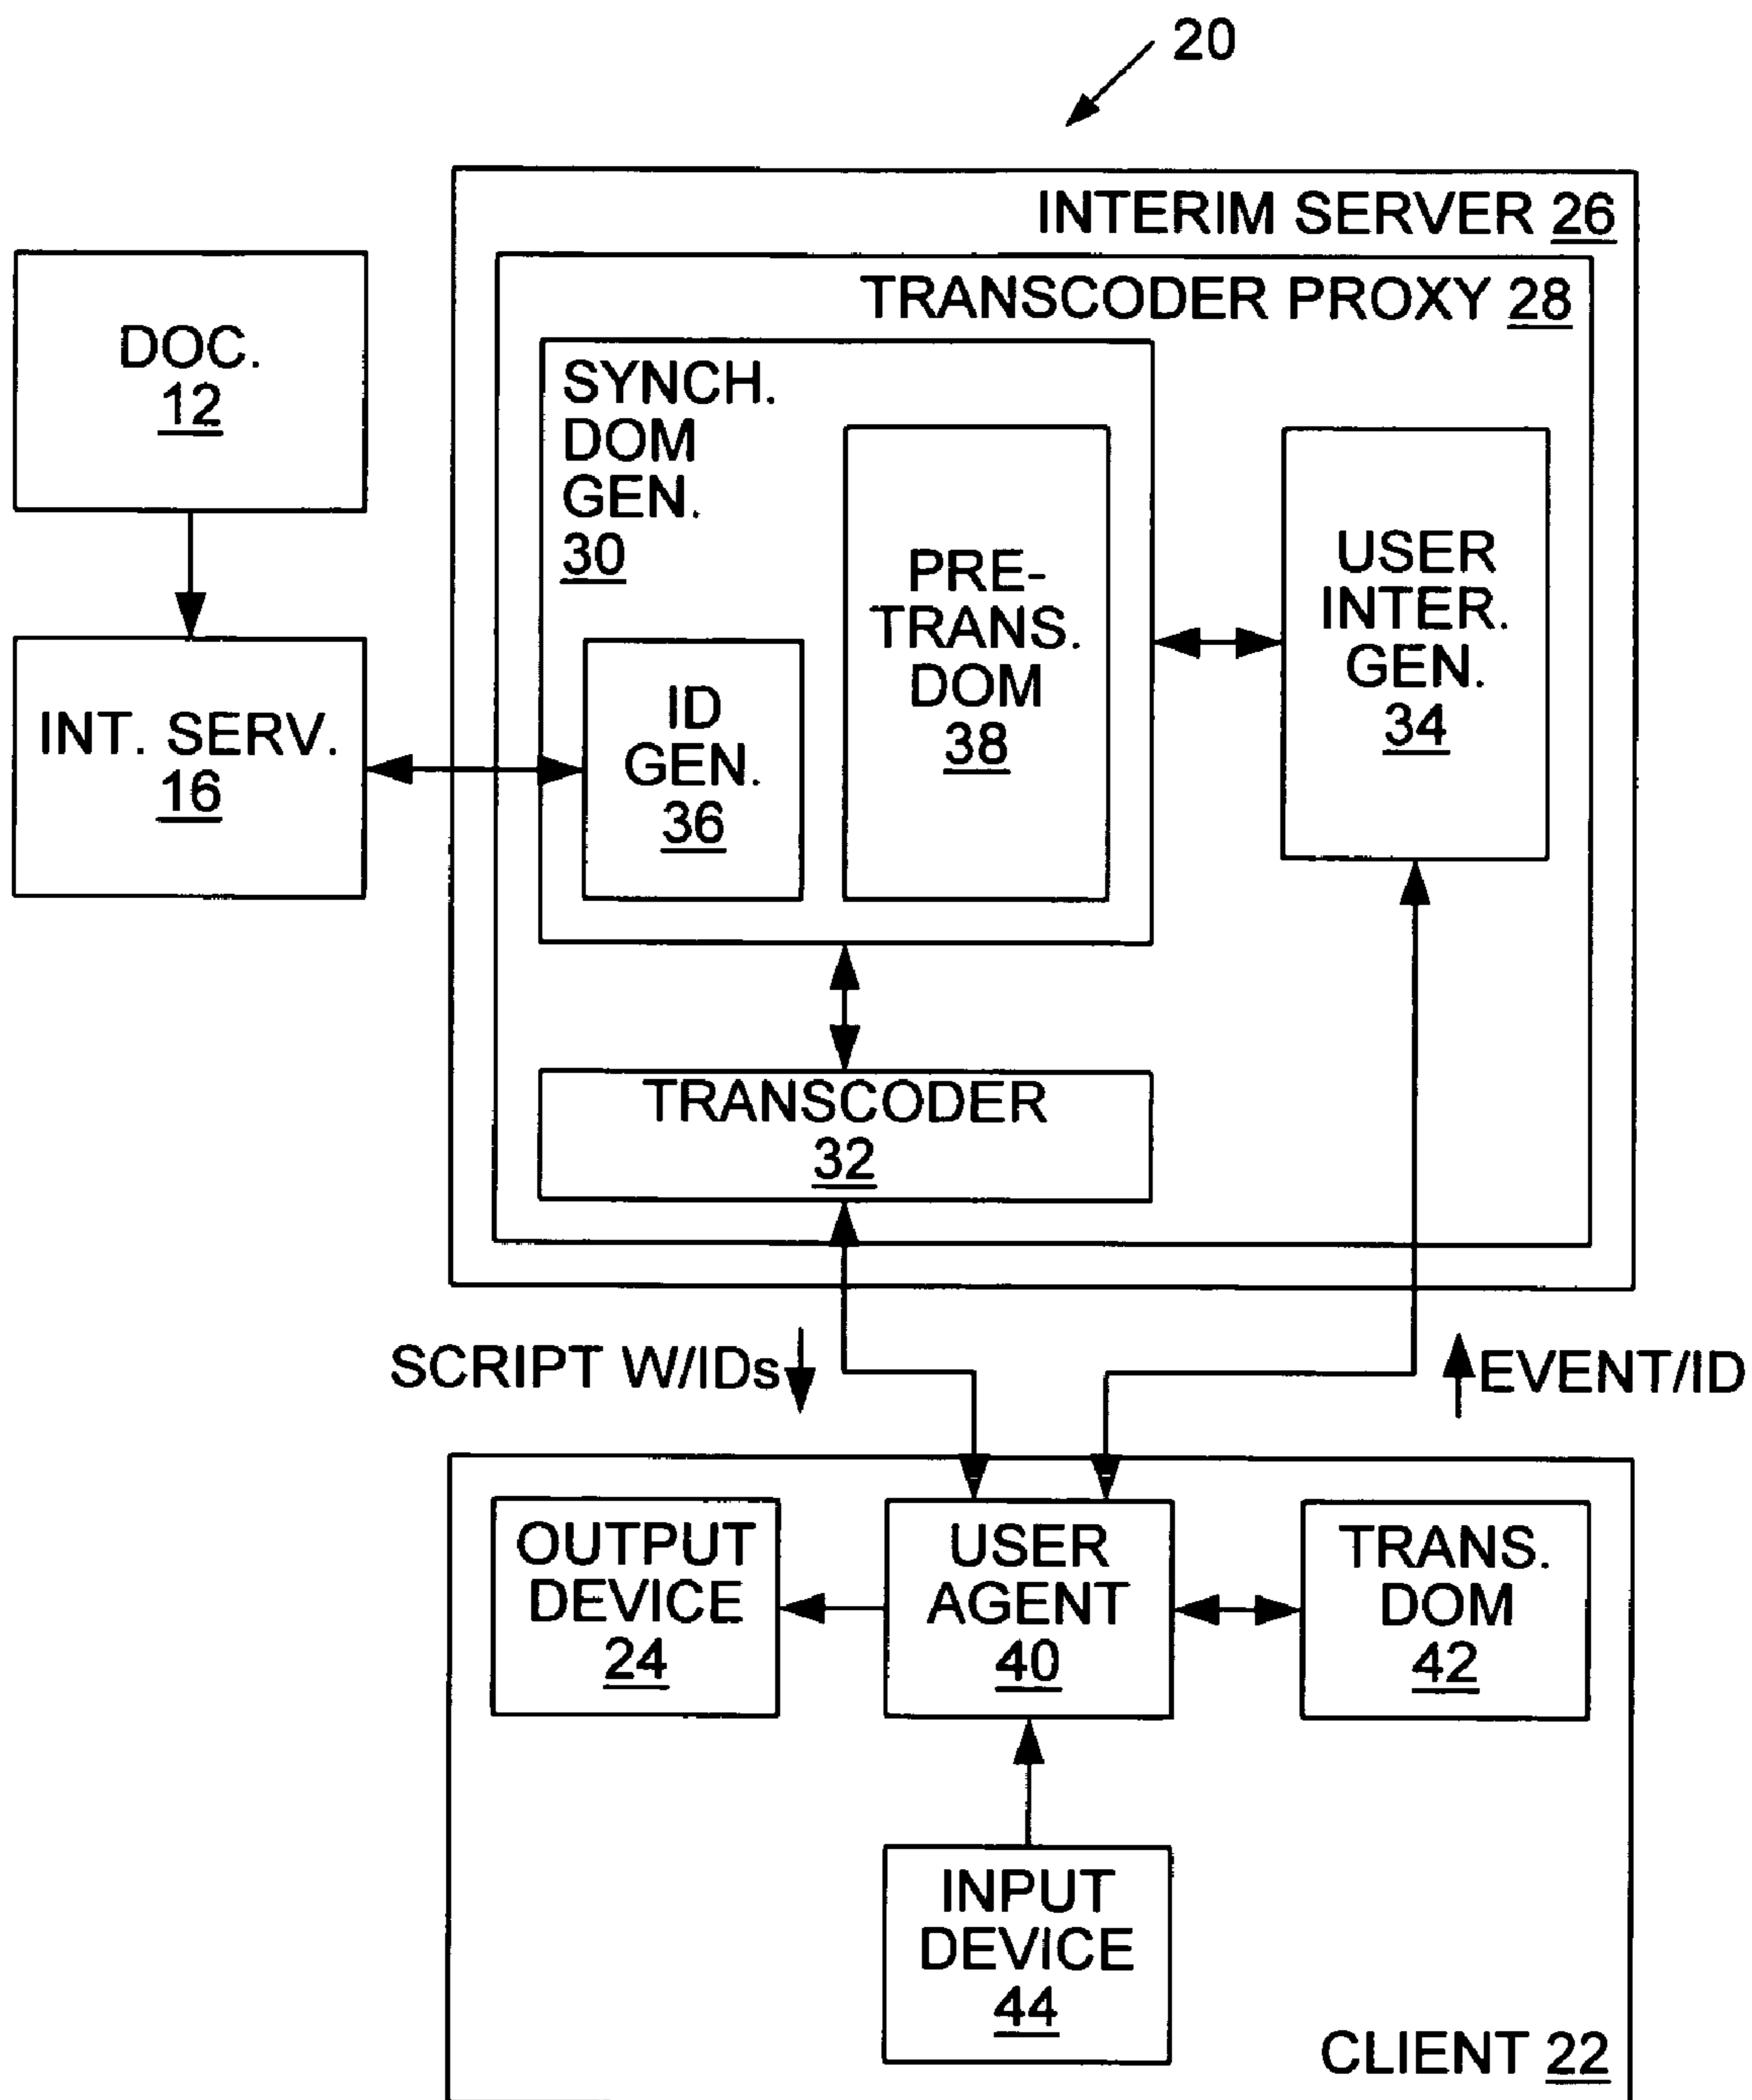 20
INTERIM SERVER 26
TRANSCODER PROXY 28
DOC.
12
INT. SERV.
16
SYNCH.
DOM
GEN.
30
ID
GEN.
36
PRE-
TRANS.
DOM
38
USER
INTER.
GEN.
34
TRANSCODER
32
SCRIPT W/IDs
EVENT/ID
OUTPUT
DEVICE
24
USER
AGENT
40
TRANS.
DOM
42
INPUT
DEVICE
44
CLIENT 22